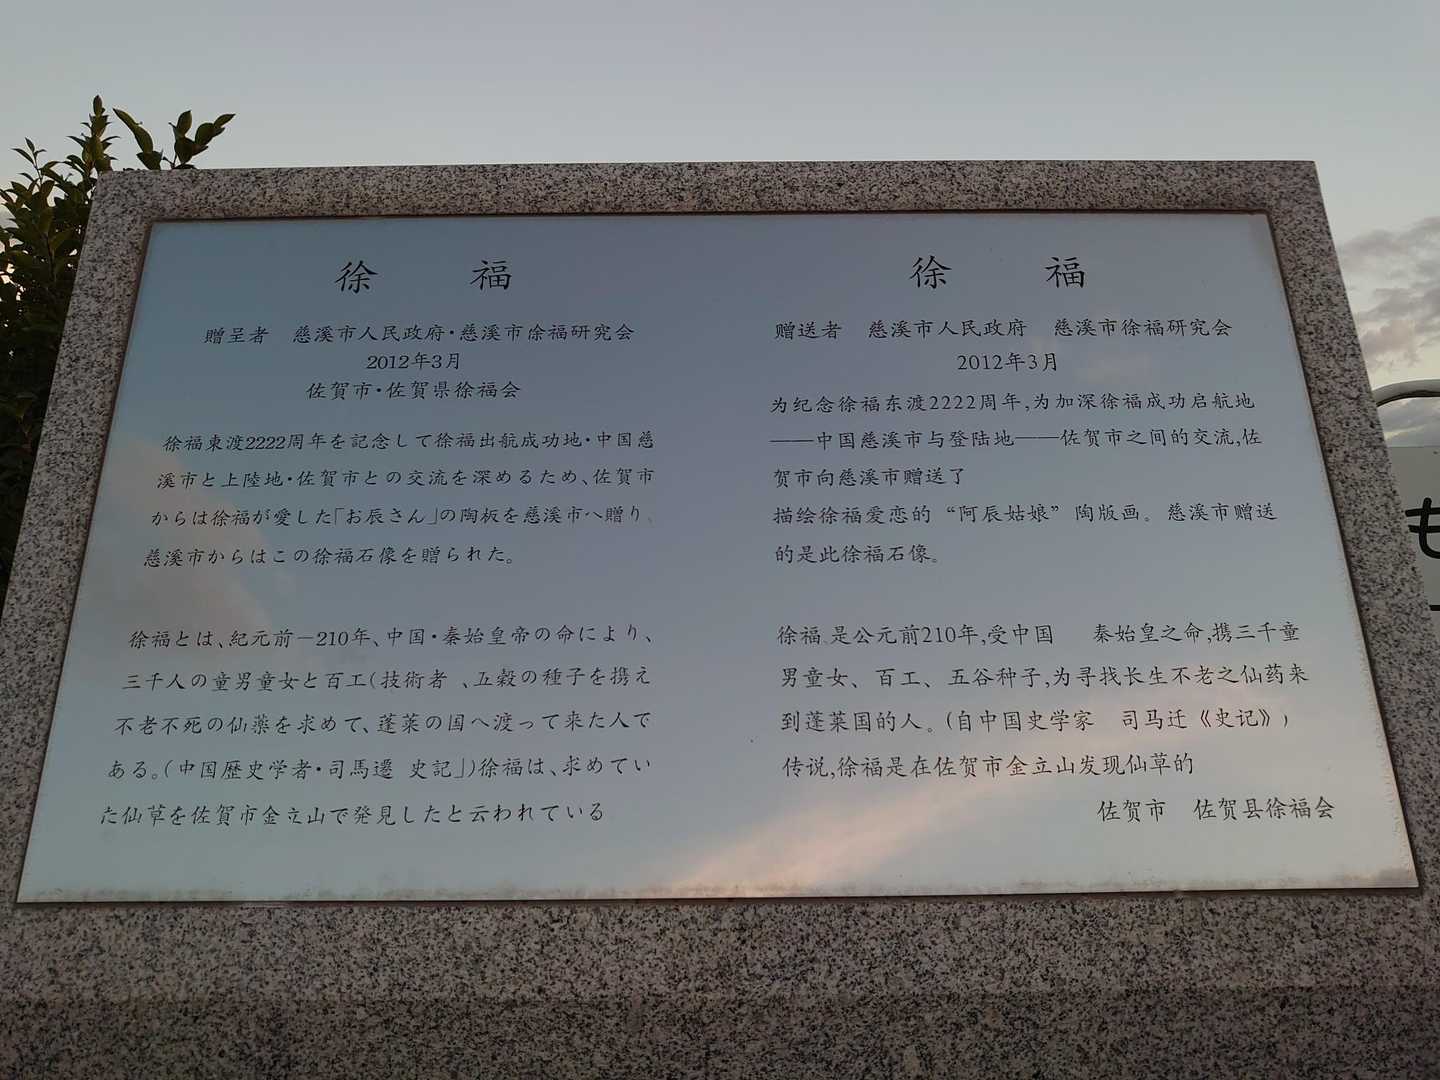 徐 福
贈呈者 慈溪市人民政府・慈溪市徐福研究会
2012年3月
佐賀市・佐賀県徐福会
徐福東渡2222周年を記念して徐福出航成功地・中国慈
溪市と上陸地・佐賀市との交流を深めるため、佐賀市
からは徐福が愛した「お辰さん」の陶板を慈溪市へ贈り、
慈溪市からはこの徐福石像を贈られた。
徐福とは、紀元前－210年、中国・秦始皇帝の命により、
三千人の童男童女と百工(技術者 、五穀の種子を携え
不老不死の仙薬を求めて、蓬莱の国へ渡って来た人で
ある。(中国歴史学者・司馬遷 史記」)徐福は、求めてい
た仙草を佐賀市金立山で発見したと云われている
徐 福
赠送者 慈溪市人民政府 慈溪市徐福研究会
2012年3月
为纪念徐福东渡2222周年,为加深徐福成功启航地
——中国慈溪市与登陆地——佐贺市之间的交流,佐
贺市向慈溪市赠送了
描绘徐福爱恋的“阿辰姑娘”陶版画。慈溪市赠送
的是此徐福石像。
徐福、是公元前210年,受中国 秦始皇之命,携三千童
男童女、百工、五谷种子,为寻找长生不老之仙药来
到蓬莱国的人。(自中国史学家 司马迁《史记》)
传说,徐福是在佐贺市金立山发现仙草的
佐贺市 佐贺县徐福会
も